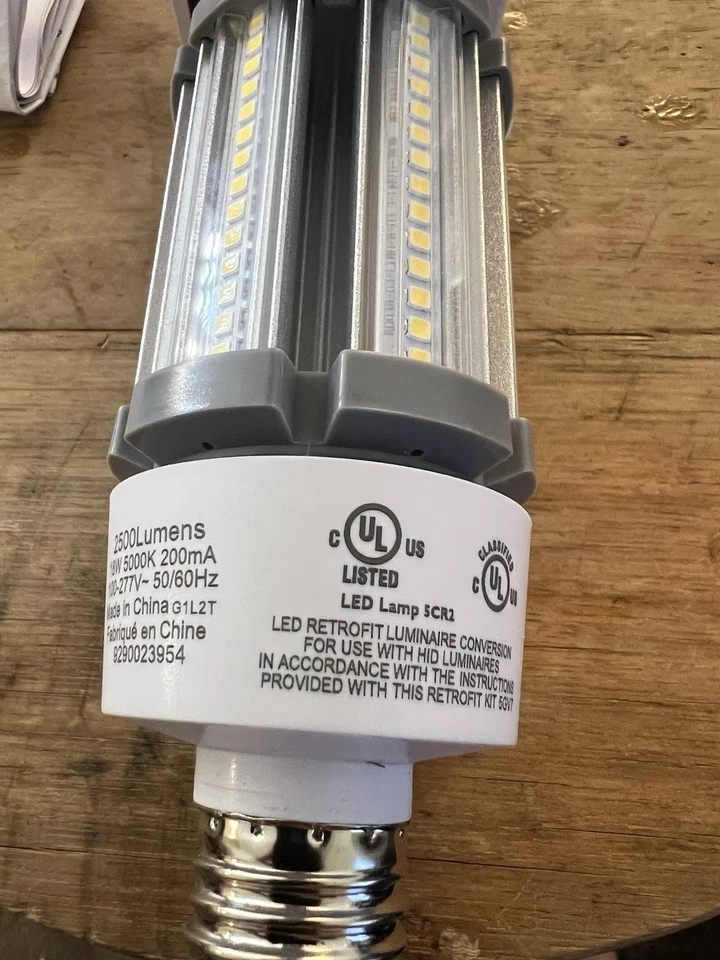 2500Lumens
18W 5000K 200mA
100-277V~ 50/60Hz
Made in China G1L2T
Fabriqué en Chine
9290023954
C UL US
LISTED
LED Lamp 5CR2
CLASSIFIED
C UL US
LED RETROFIT LUMINAIRE CONVERSION
FOR USE WITH HID LUMINAIRES
IN ACCORDANCE WITH THE INSTRUCTIONS
PROVIDED WITH THIS RETROFIT KIT 6GV7